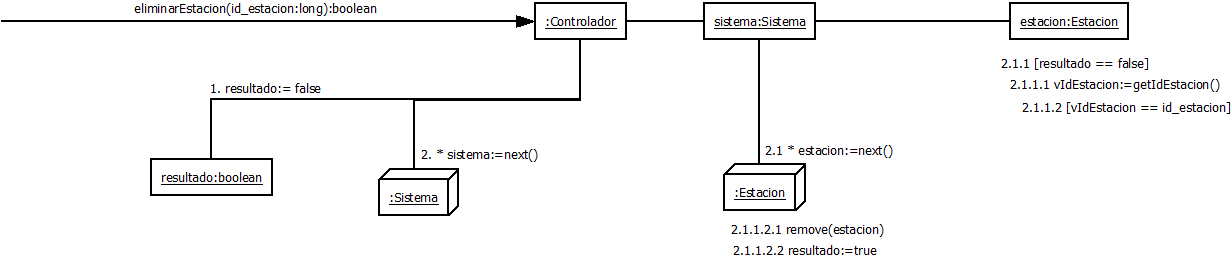 eliminarEstacion(id_estacion:long):boolean
:Controlador
sistema:Sistema
estacion:Estacion
2.1.1 [resultado == false]
2.1.1.1 vIdEstacion:=getIdEstacion()
2.1.1.2 [vIdEstacion == id_estacion]
1. resultado:= false
2. * sistema:=next()
2.1 * estacion:=next()
resultado:boolean
:Sistema
:Estacion
2.1.1.2.1 remove(estacion)
2.1.1.2.2 resultado:=true